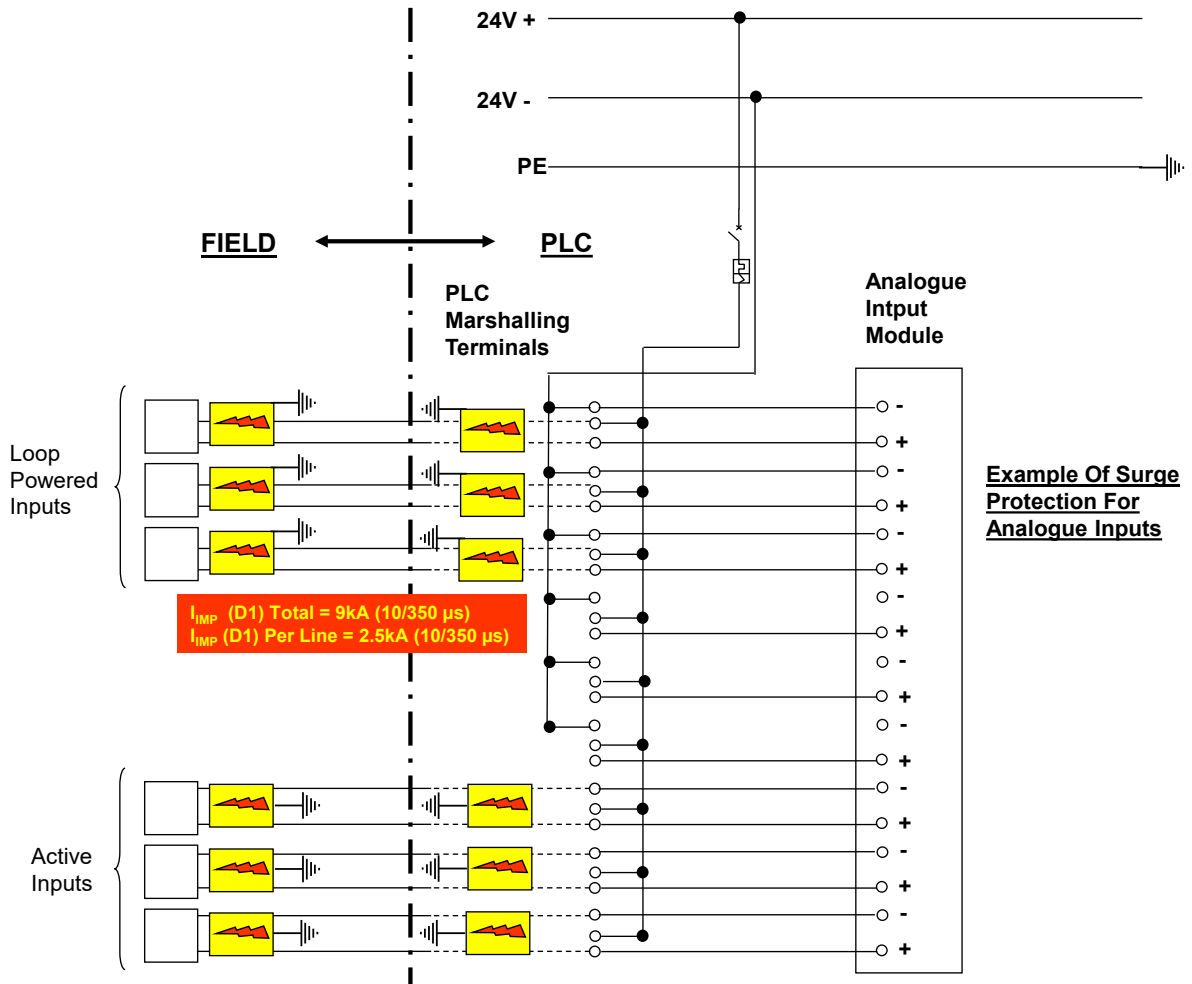 24V +
24V -
PE
FIELD
PLC
PLC
Marshalling
Terminals
Analogue
Intput
Module
Loop
Powered
Inputs
Example Of Surge
Protection For
Analogue Inputs
IIMP (D1) Total = 9kA (10/350 µs)
IIMP (D1) Per Line = 2.5kA (10/350 µs)
Active
Inputs
-
+
-
+
-
+
-
+
-
+
-
+
-
+
-
+
-
+